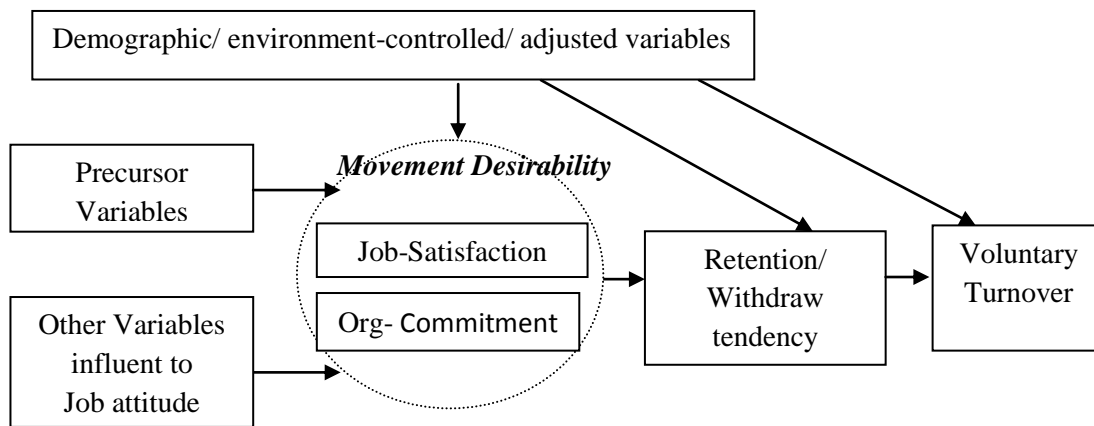 Demographic/ environment-controlled/ adjusted variables
Precursor
Variables
Other Variables
influent to
Job attitude
Movement Desirability
Job-Satisfaction
Org- Commitment
Retention/
Withdraw
tendency
Voluntary
Turnover